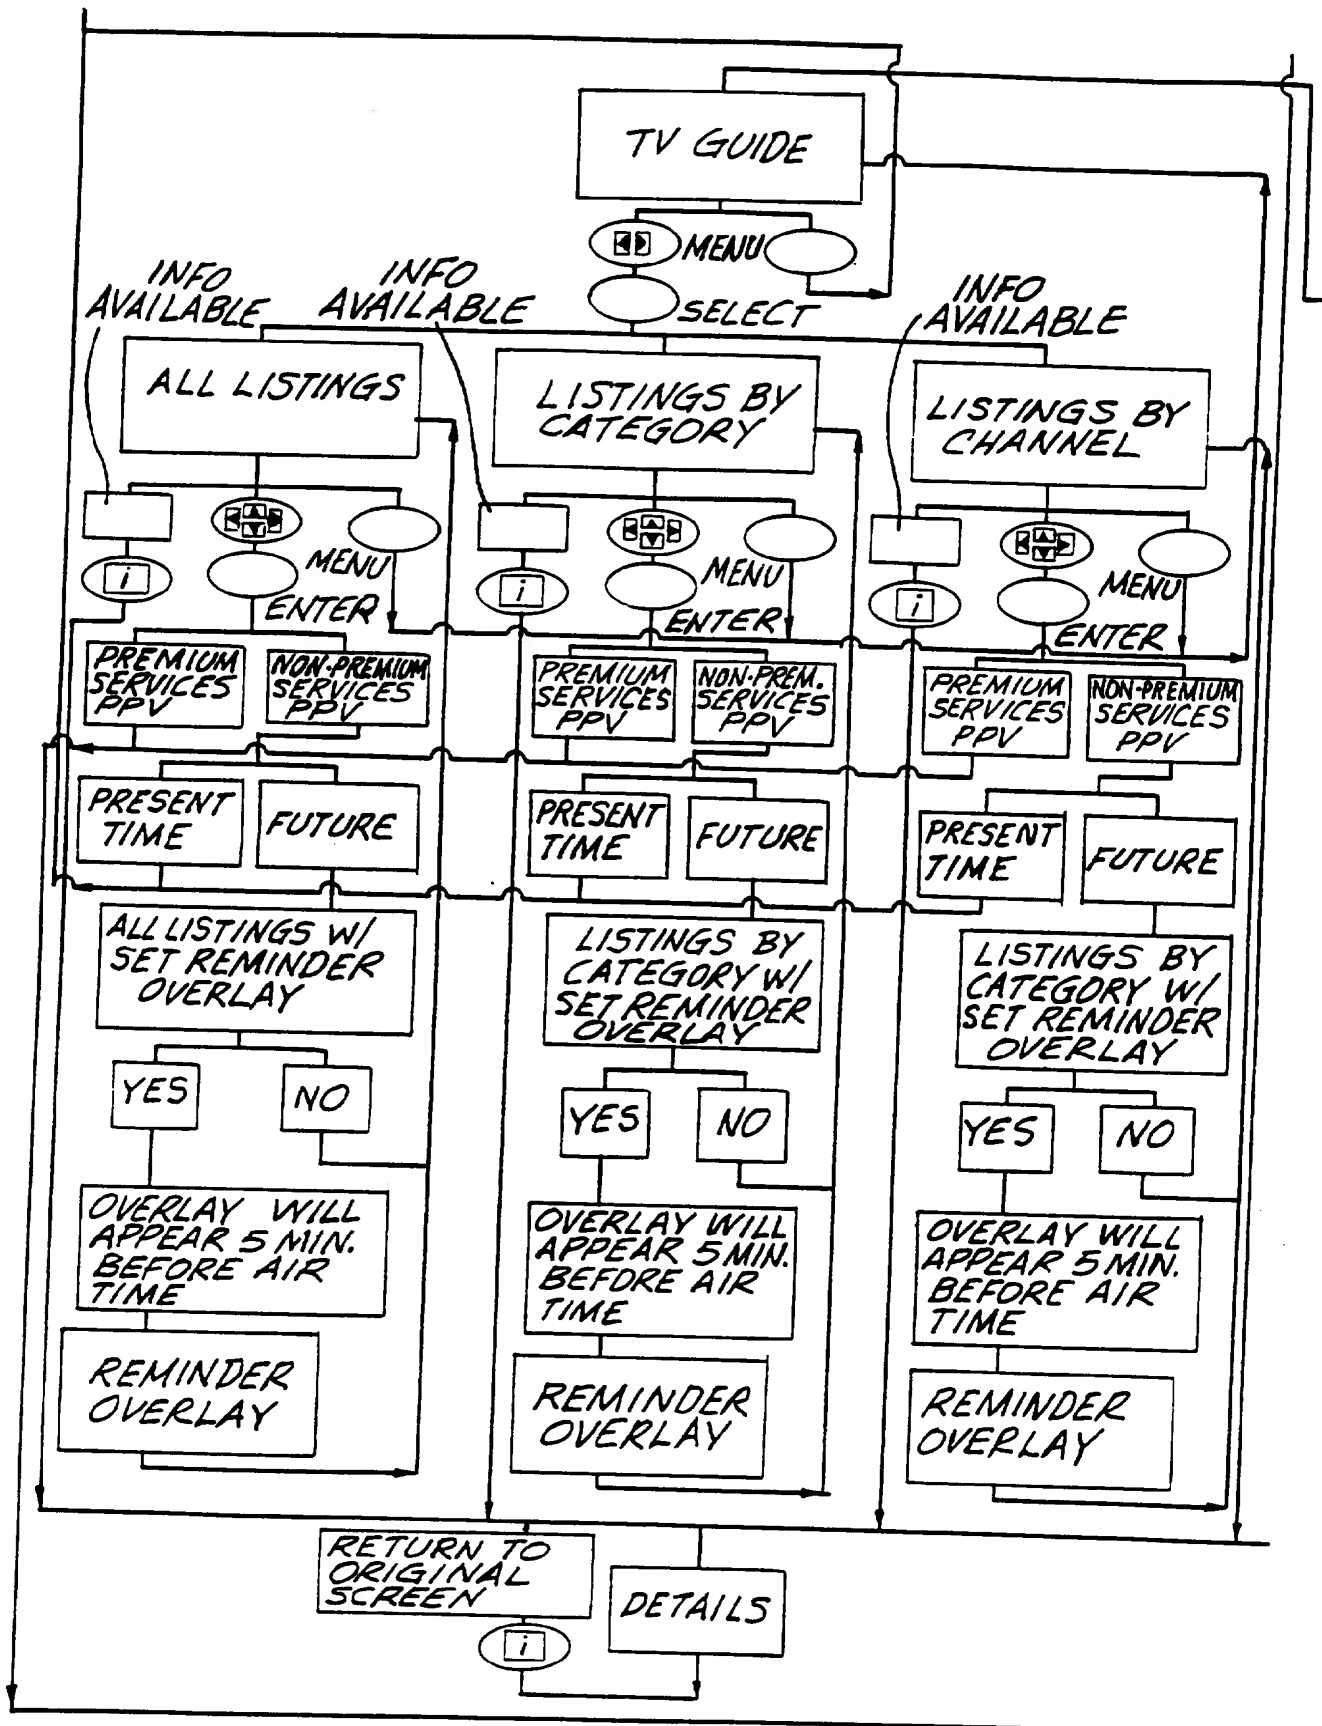 TV GUIDE
MENU
SELECT
INFO
AVAILABLE
INFO
AVAILABLE
INFO
AVAILABLE
ALL LISTINGS
LISTINGS BY
CATEGORY
LISTINGS BY
CHANNEL
i
MENU
ENTER
i
MENU
ENTER
i
MENU
ENTER
PREMIUM
SERVICES
PPV
NON-PREMIUM
SERVICES
PPV
PREMIUM
SERVICES
PPV
NON-PREM.
SERVICES
PPV
PREMIUM
SERVICES
PPV
NON-PREMIUM
SERVICES
PPV
PRESENT
TIME
FUTURE
PRESENT
TIME
FUTURE
PRESENT
TIME
FUTURE
ALL LISTINGS W/
SET REMINDER
OVERLAY
LISTINGS BY
CATEGORY W/
SET REMINDER
OVERLAY
LISTINGS BY
CATEGORY W/
SET REMINDER
OVERLAY
YES
NO
YES
NO
YES
NO
OVERLAY WILL
APPEAR 5 MIN.
BEFORE AIR
TIME
OVERLAY WILL
APPEAR 5 MIN.
BEFORE AIR
TIME
OVERLAY WILL
APPEAR 5 MIN.
BEFORE AIR
TIME
REMINDER
OVERLAY
REMINDER
OVERLAY
REMINDER
OVERLAY
RETURN TO
ORIGINAL
SCREEN
i
DETAILS